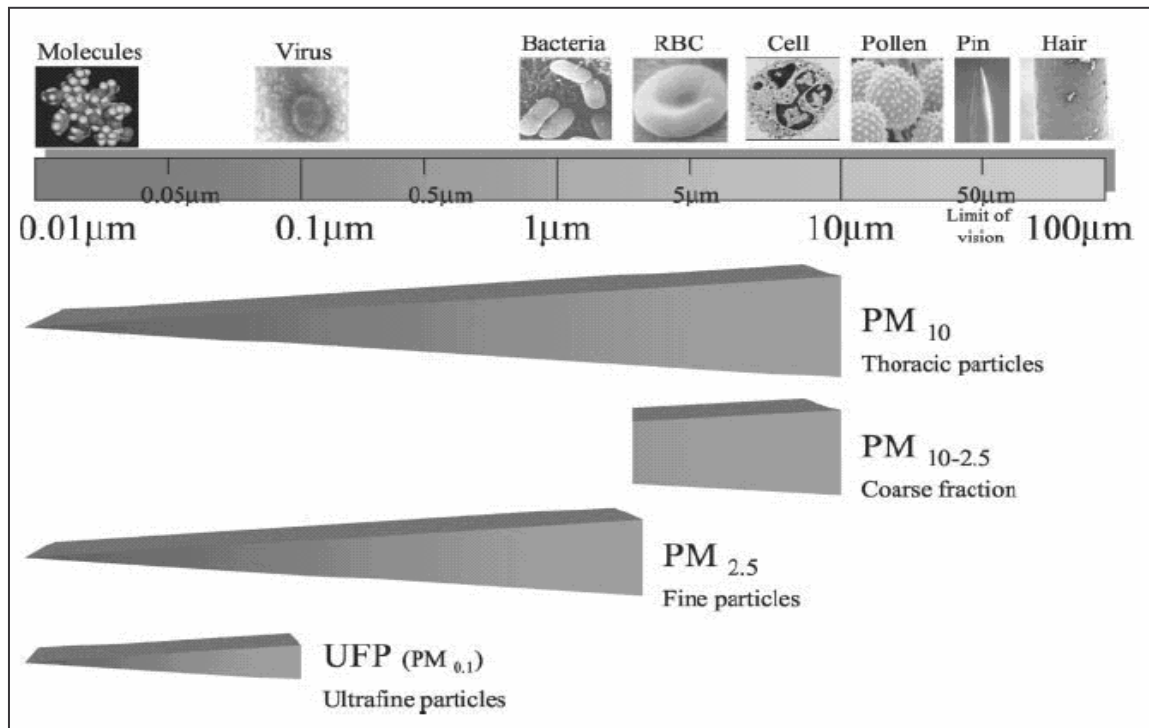 Molecules
Virus
Bacteria
RBC
Cell
Pollen
Pin
Hair
0.05µm
0.5µm
5µm
50µm
0.01µm
0.1µm
1µm
10µm
Limit of
vision
100µm
PM 10
Thoracic particles
PM 10-2.5
Coarse fraction
PM 2.5
Fine particles
UFP (PM 0.1)
Ultrafine particles